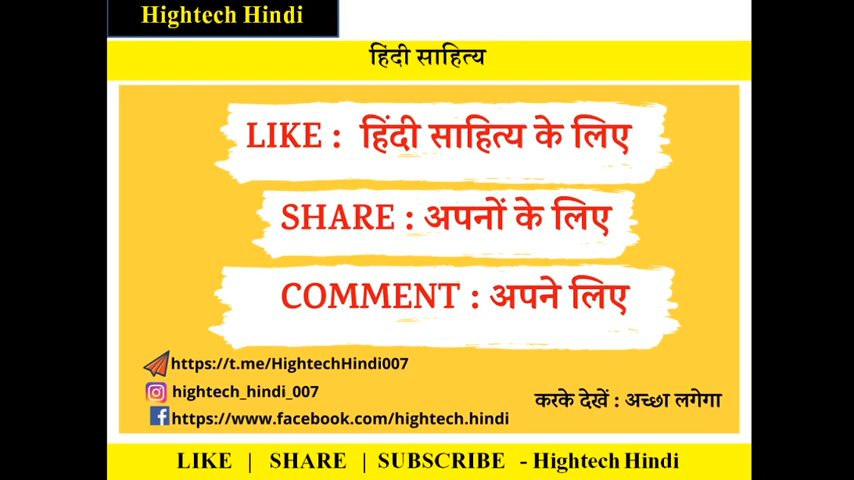 Hightech Hindi
हिंदी साहित्य
LIKE : हिंदी साहित्य के लिए
SHARE : अपनों के लिए
COMMENT : अपने लिए
https://t.me/HightechHindi007
hightech_hindi_007
करके देखें : अच्छा लगेगा
https://www.facebook.com/hightech.hindi
LIKE | SHARE | SUBSCRIBE - Hightech Hindi